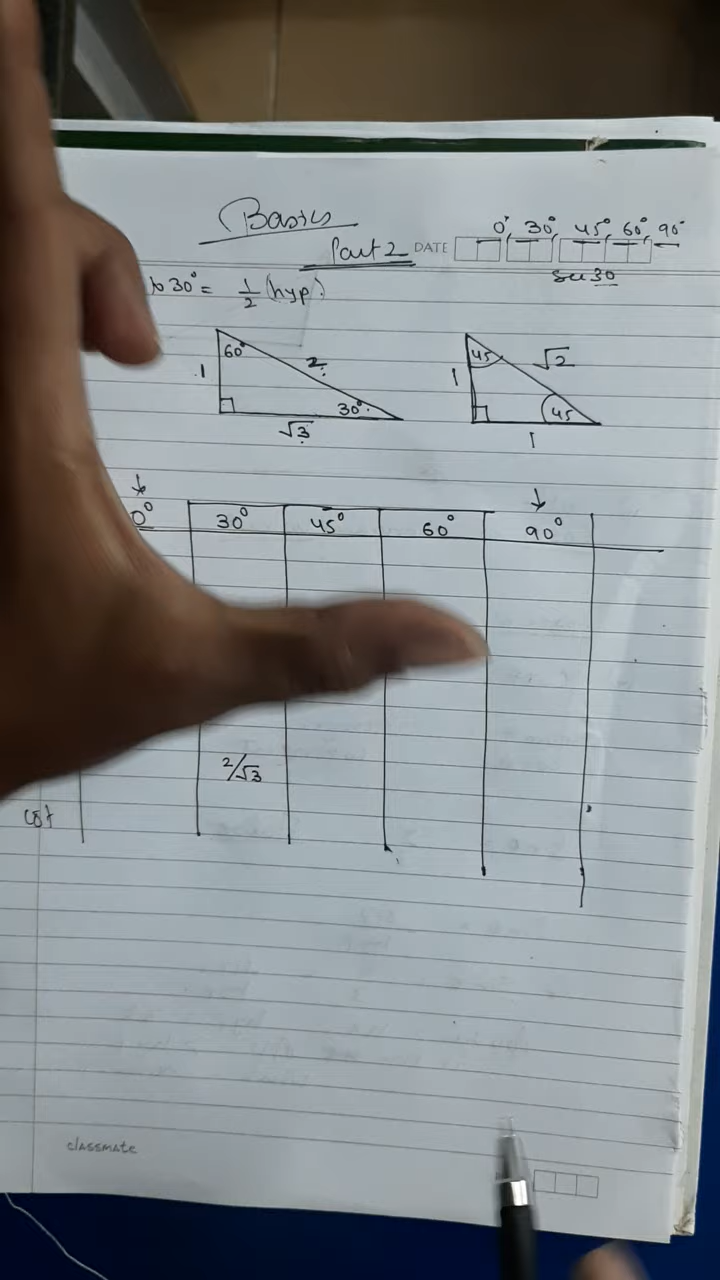 Basics
Part 2 DATE 0°, 30°, 45°, 60°, 90°
sec 30
30° = 1/2 (hyp)
60° 2 45 √2
1 1
30° 45
√3 1
0° 30° 45° 60° 90°
2/√3
cot
classmate